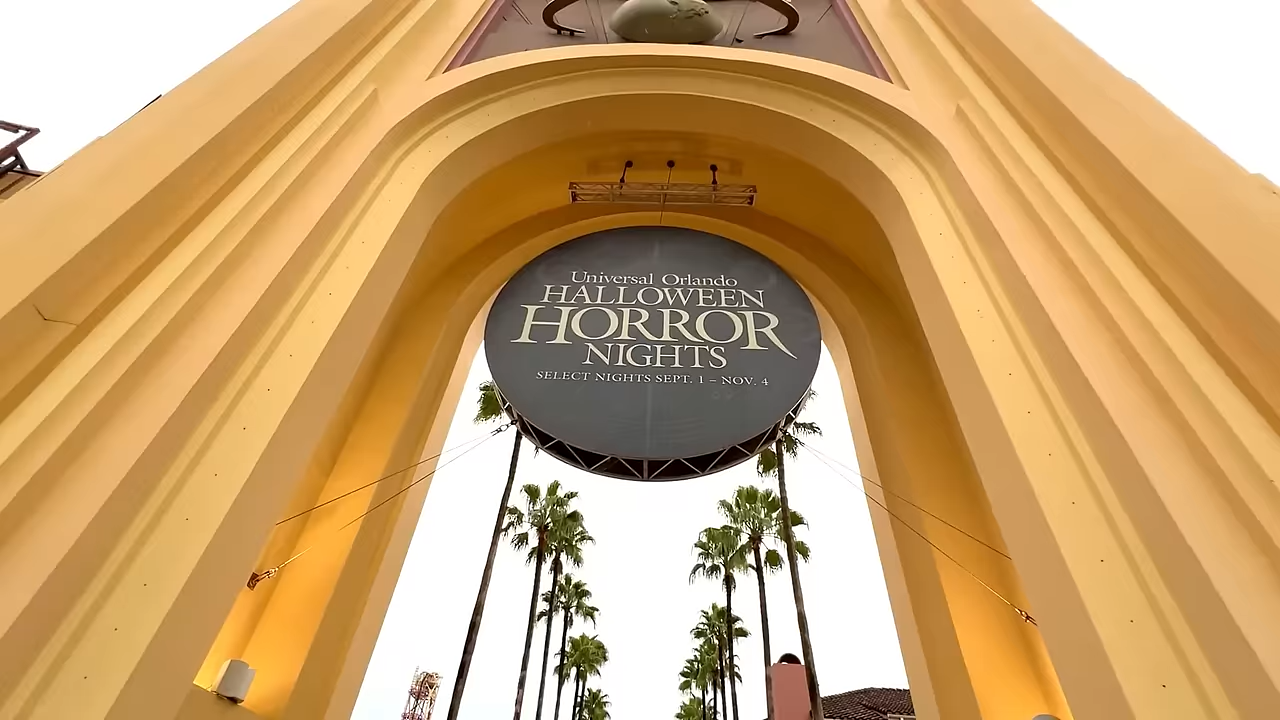 Universal Orlando
HALLOWEEN
HORROR
NIGHTS
SELECT NIGHTS SEPT. 1 – NOV. 4